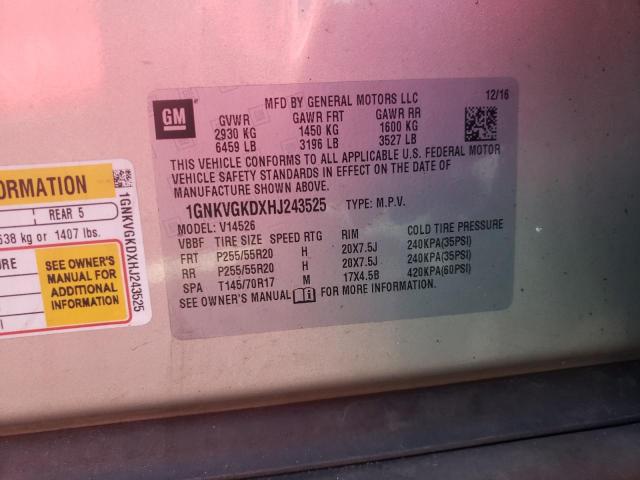 GM
MFD BY GENERAL MOTORS LLC 12/16
GVWR GAWR FRT GAWR RR
2930 KG 1450 KG 1600 KG
6459 LB 3196 LB 3527 LB
THIS VEHICLE CONFORMS TO ALL APPLICABLE U.S. FEDERAL MOTOR
VEHICLE SAFETY STANDARDS IN EFFECT ON THE DATE OF
MANUFACTURE SHOWN ABOVE.
1GNKVGKDXHJ243525 TYPE: M.P.V.
MODEL: V14526
VBBF TIRE SIZE SPEED RTG RIM COLD TIRE PRESSURE
FRT P255/55R20 H 20X7.5J 240KPA(35PSI)
RR P255/55R20 H 20X7.5J 240KPA(35PSI)
SPA T145/70R17 M 17X4.5B 420KPA(60PSI)
SEE OWNER'S MANUAL FOR MORE INFORMATION.
ORMATION
REAR 5
638 kg or 1407 lbs.
URE
SEE OWNER'S
MANUAL FOR
ADDITIONAL
INFORMATION
1GNKVGKDXHJ243525